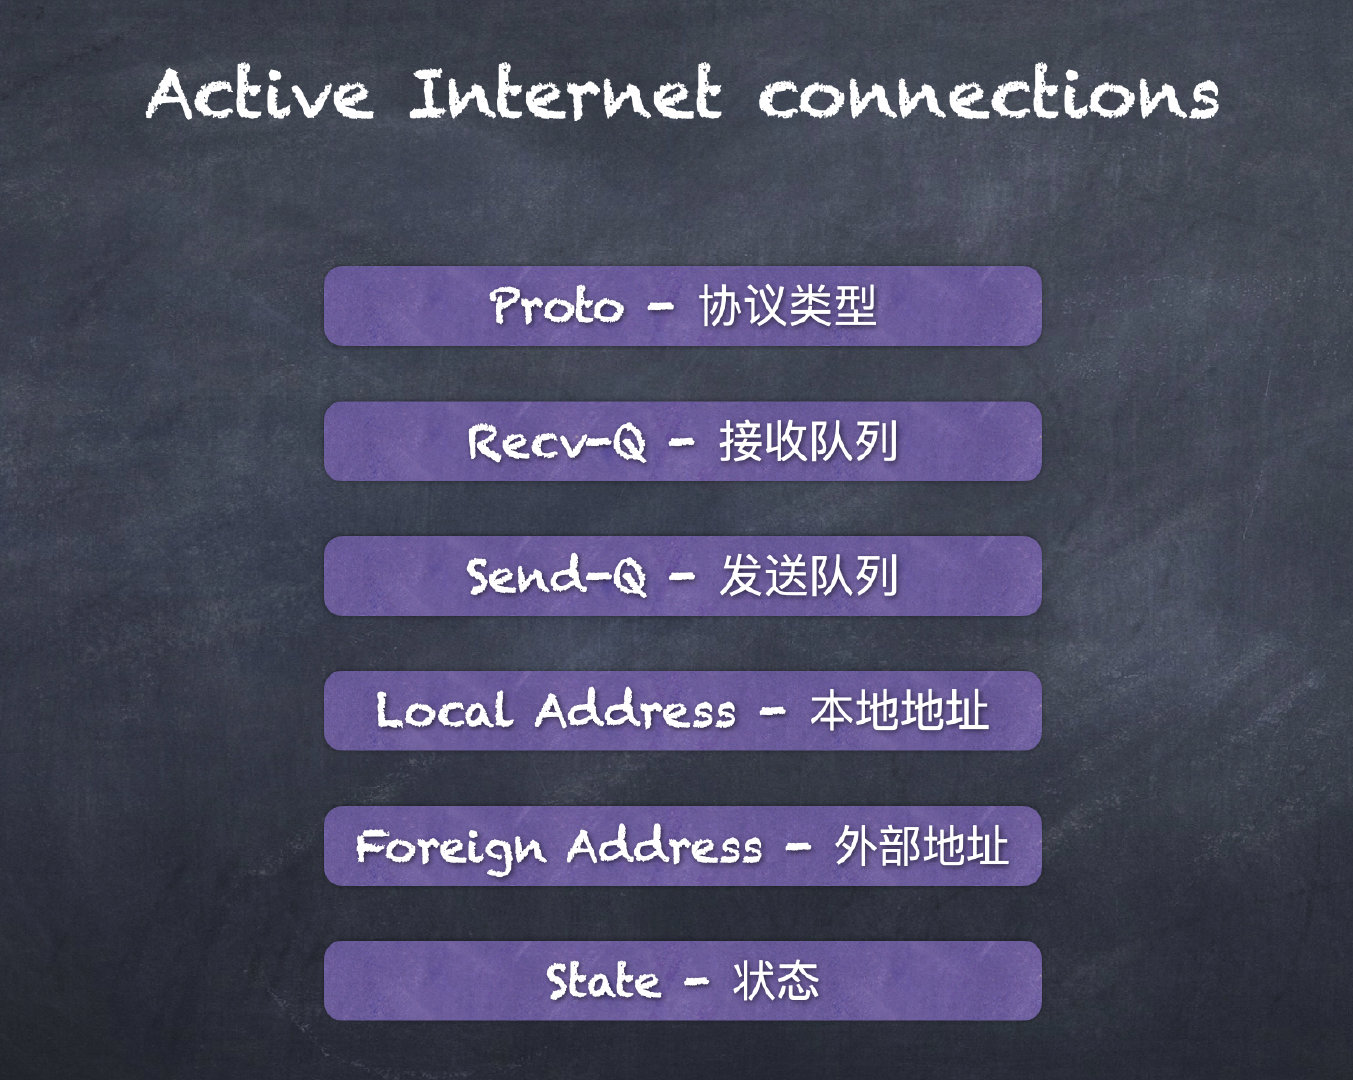 Active Internet connections
Proto - 协议类型
Recv-Q - 接收队列
Send-Q - 发送队列
Local Address - 本地地址
Foreign Address - 外部地址
State - 状态